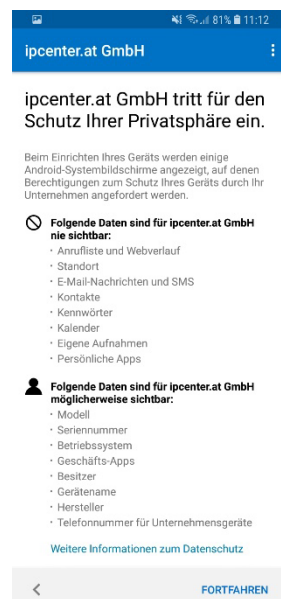 81% 11:12
ipcenter.at GmbH
ipcenter.at GmbH tritt für den
Schutz Ihrer Privatsphäre ein.
Beim Einrichten Ihres Geräts werden einige
Android-Systembildschirme angezeigt, auf denen
Berechtigungen zum Schutz Ihres Geräts durch Ihr
Unternehmen angefordert werden.
Folgende Daten sind für ipcenter.at GmbH
nie sichtbar:
· Anrufliste und Webverlauf
· Standort
· E-Mail-Nachrichten und SMS
· Kontakte
· Kennwörter
· Kalender
· Eigene Aufnahmen
· Persönliche Apps
Folgende Daten sind für ipcenter.at GmbH
möglicherweise sichtbar:
· Modell
· Seriennummer
· Betriebssystem
· Geschäfts-Apps
· Besitzer
· Gerätename
· Hersteller
· Telefonnummer für Unternehmensgeräte
Weitere Informationen zum Datenschutz
FORTFAHREN